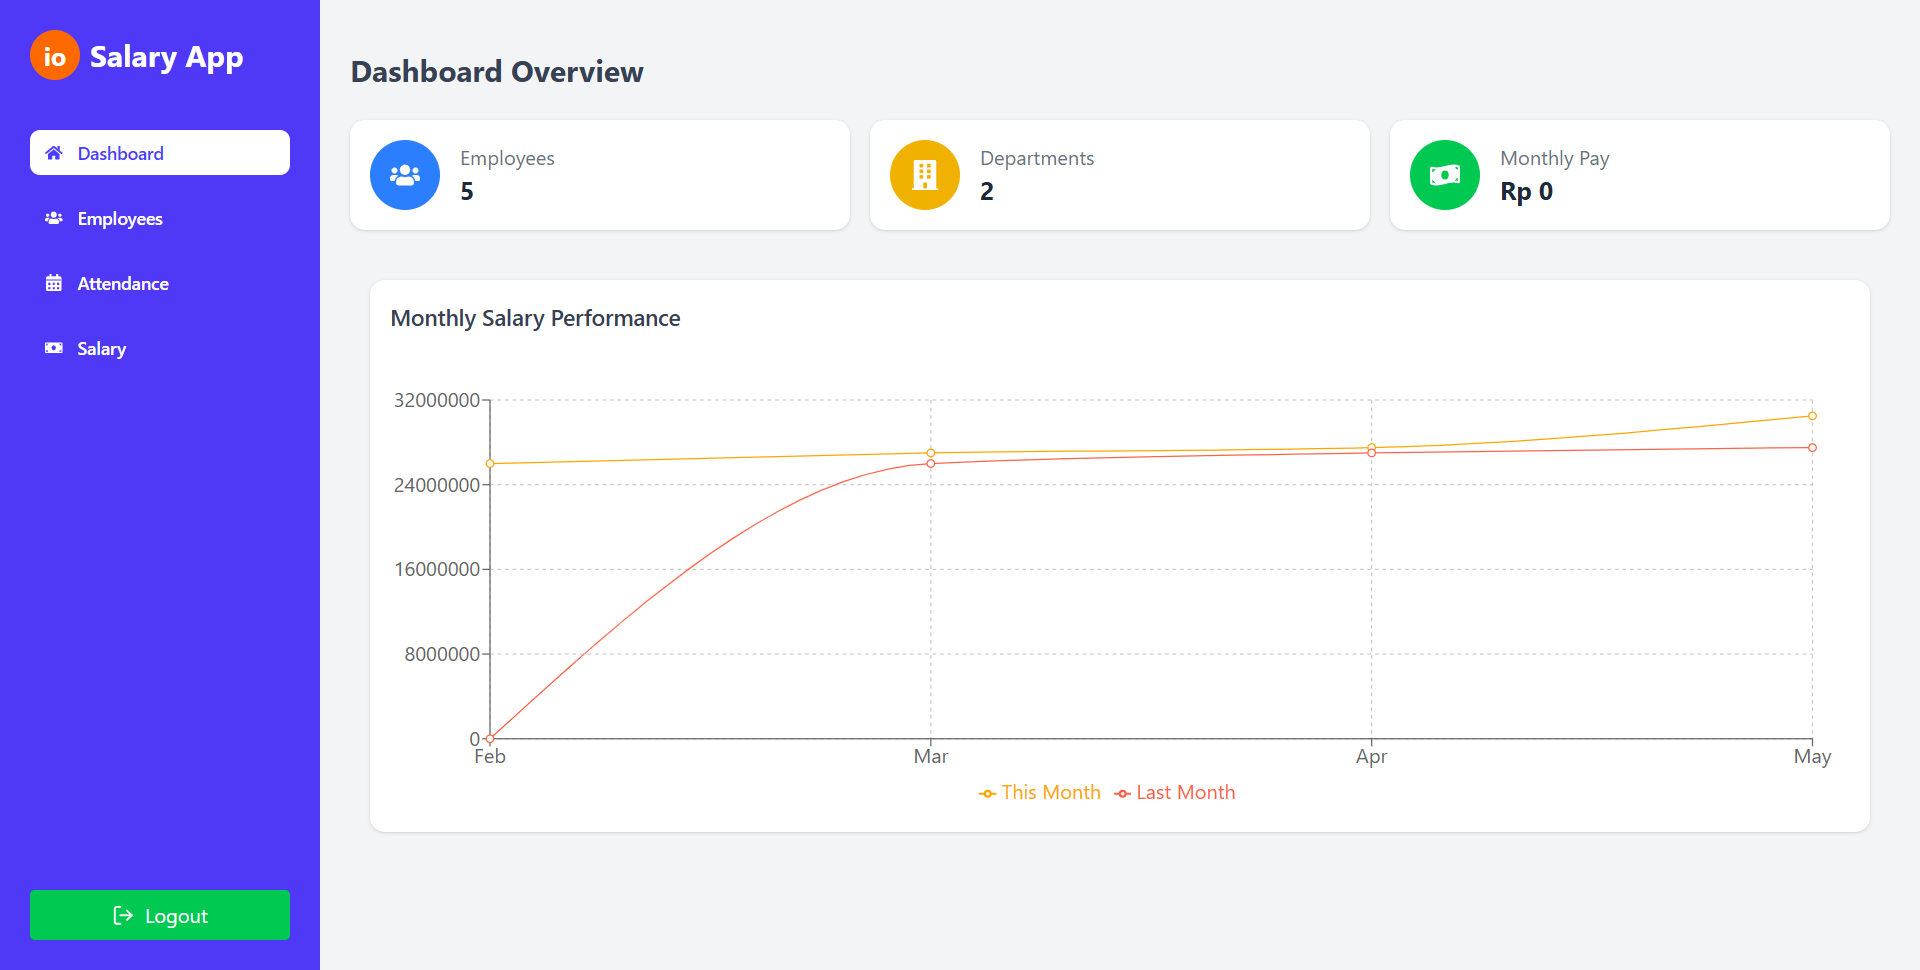 io Salary App
Dashboard
Employees
Attendance
Salary
Logout
Dashboard Overview
Employees
5
Departments
2
Monthly Pay
Rp 0
Monthly Salary Performance
32000000
24000000
16000000
8000000
0
Feb Mar Apr May
This Month Last Month